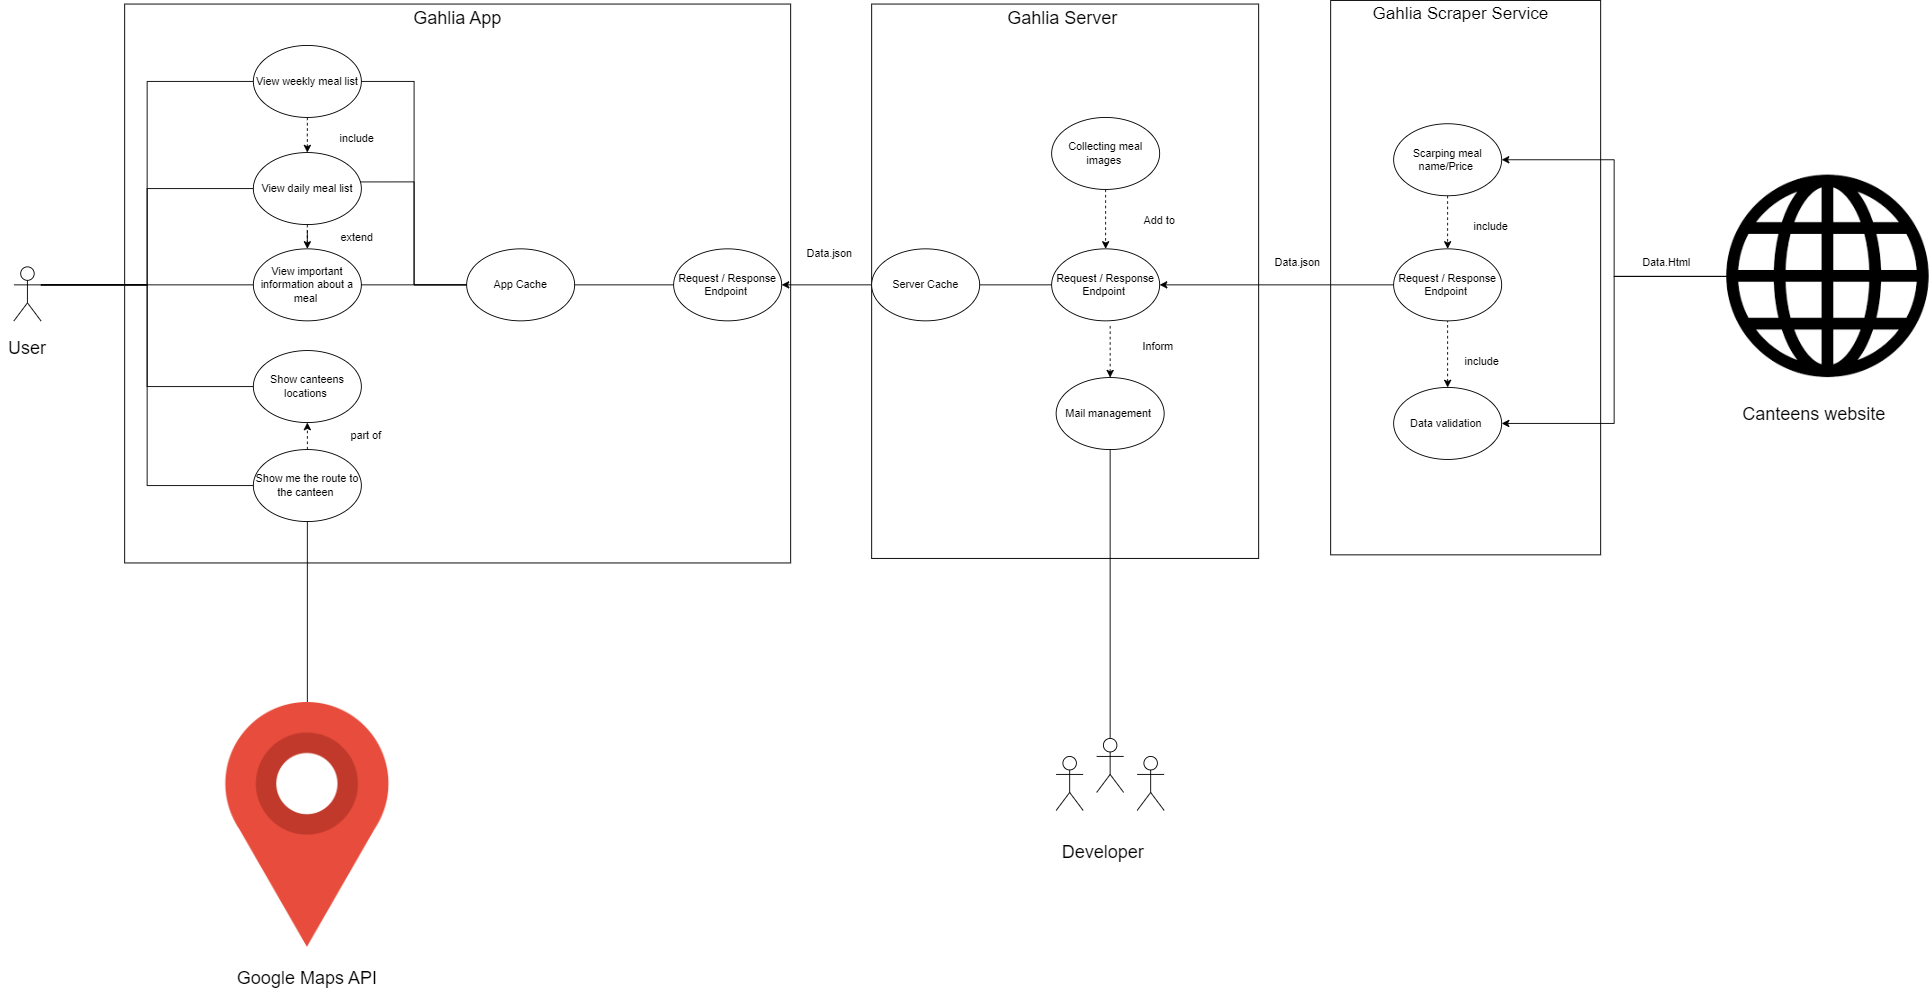 Gahlia App
View weekly meal list
include
View daily meal list
extend
View important
information about a
meal
Show canteens
locations
part of
Show me the route to
the canteen
App Cache
Request / Response
Endpoint
User
Google Maps API
Data.json
Gahlia Server
Collecting meal
images
Add to
Server Cache
Request / Response
Endpoint
Inform
Mail management
Developer
Data.json
Gahlia Scraper Service
Scarpping meal
name/Price
include
Request / Response
Endpoint
include
Data validation
Data.Html
Canteens website